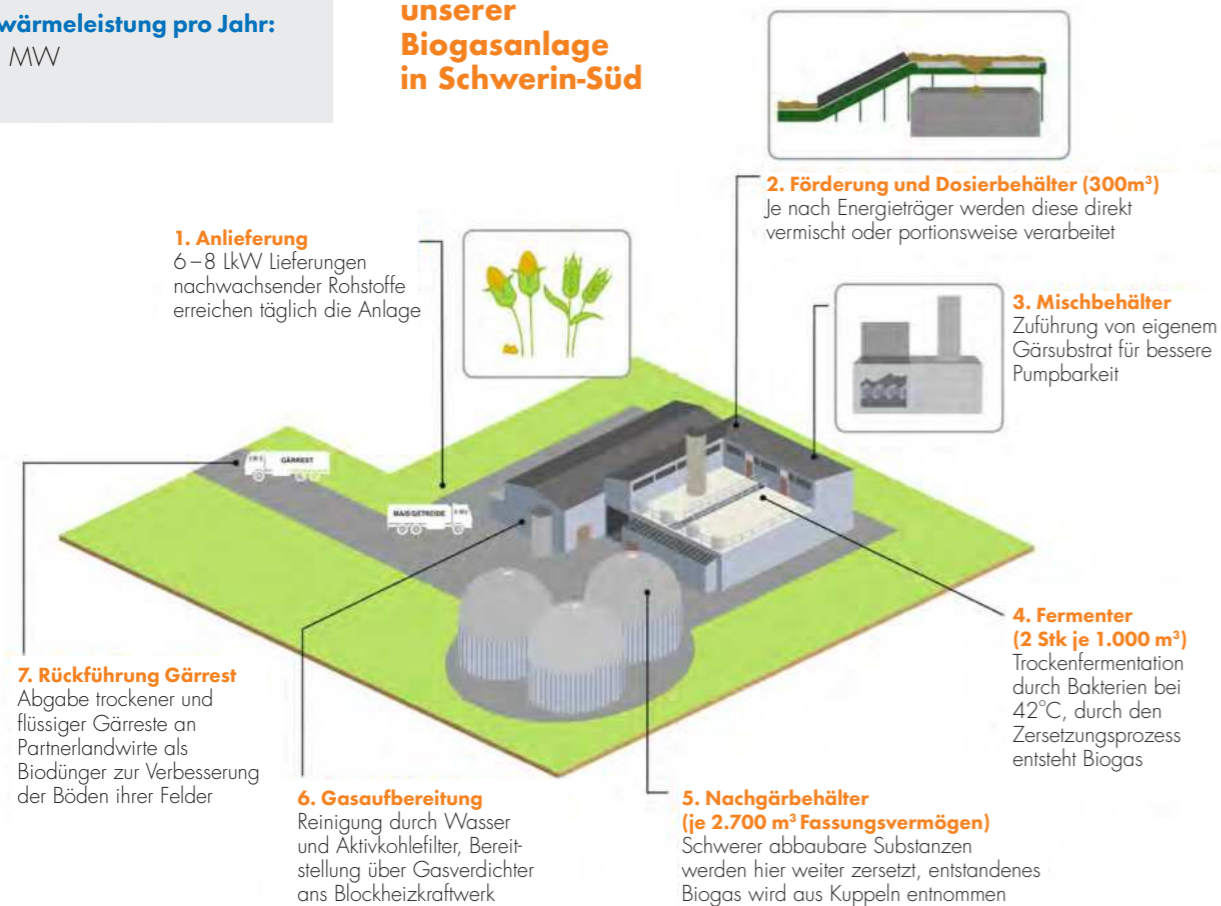 wärmeleistung pro Jahr:
MW
unserer
Biogasanlage
in Schwerin-Süd
2. Förderung und Dosierbehälter (300m³)
Je nach Energieträger werden diese direkt
vermischt oder portionsweise verarbeitet
1. Anlieferung
6–8 LkW Lieferungen
nachwachsender Rohstoffe
erreichen täglich die Anlage
3. Mischbehälter
Zuführung von eigenem
Gärsubstrat für bessere
Pumpbarkeit
GÄRREST
MAIS/GETREIDE
4. Fermenter
(2 Stk je 1.000 m³)
Trockenfermentation
durch Bakterien bei
42°C, durch den
Zersetzungsprozess
entsteht Biogas
7. Rückführung Gärrest
Abgabe trockener und
flüssiger Gärreste an
Partnerlandwirte als
Biodünger zur Verbesserung
der Böden ihrer Felder
6. Gasaufbereitung
Reinigung durch Wasser
und Aktivkohlefilter, Bereit-
stellung über Gasverdichter
ans Blockheizkraftwerk
5. Nachgärbehälter
(je 2.700 m³ Fassungsvermögen)
Schwerer abbaubare Substanzen
werden hier weiter zersetzt, entstandenes
Biogas wird aus Kuppeln entnommen